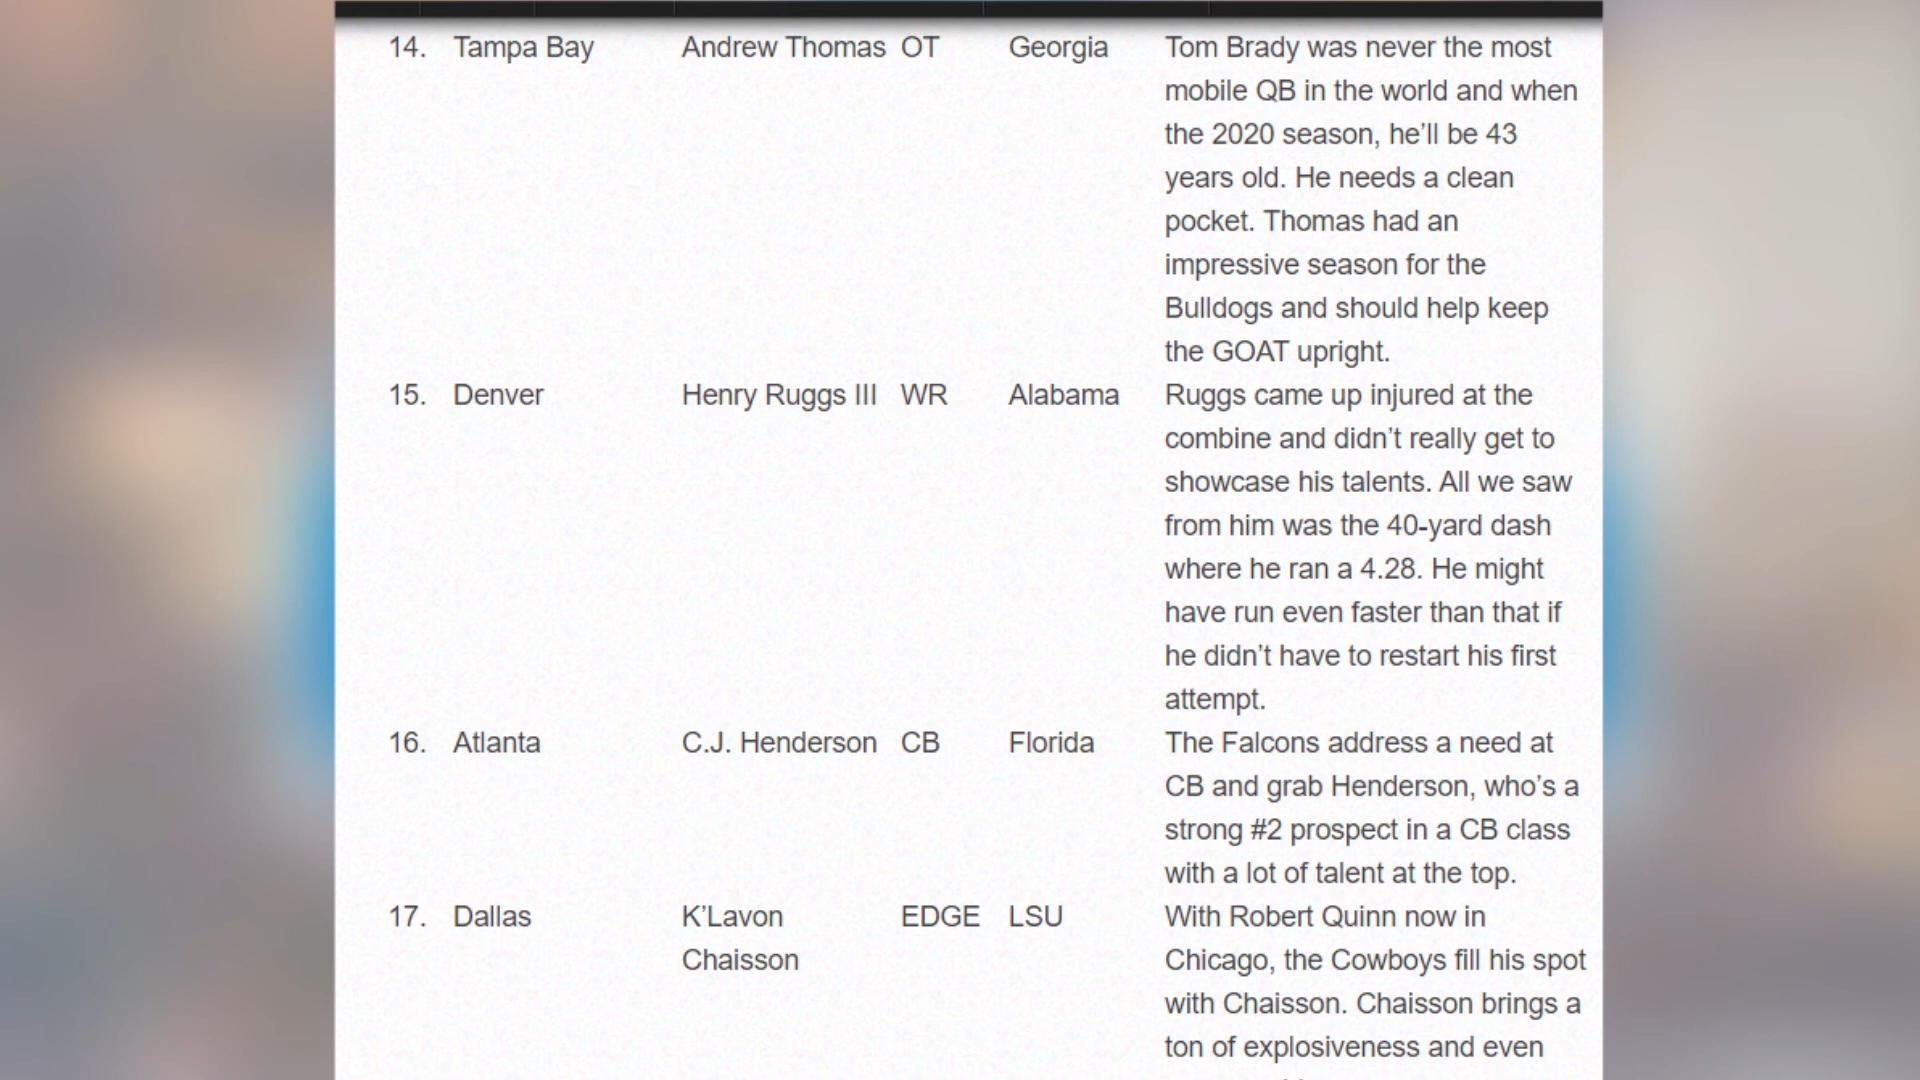 14. Tampa Bay Andrew Thomas OT Georgia Tom Brady was never the most
mobile QB in the world and when
the 2020 season, he’ll be 43
years old. He needs a clean
pocket. Thomas had an
impressive season for the
Bulldogs and should help keep
the GOAT upright.
15. Denver Henry Ruggs III WR Alabama Ruggs came up injured at the
combine and didn’t really get to
showcase his talents. All we saw
from him was the 40-yard dash
where he ran a 4.28. He might
have run even faster than that if
he didn’t have to restart his first
attempt.
16. Atlanta C.J. Henderson CB Florida The Falcons address a need at
CB and grab Henderson, who’s a
strong #2 prospect in a CB class
with a lot of talent at the top.
17. Dallas K’Lavon EDGE LSU With Robert Quinn now in
Chaisson Chicago, the Cowboys fill his spot
with Chaisson. Chaisson brings a
ton of explosiveness and even